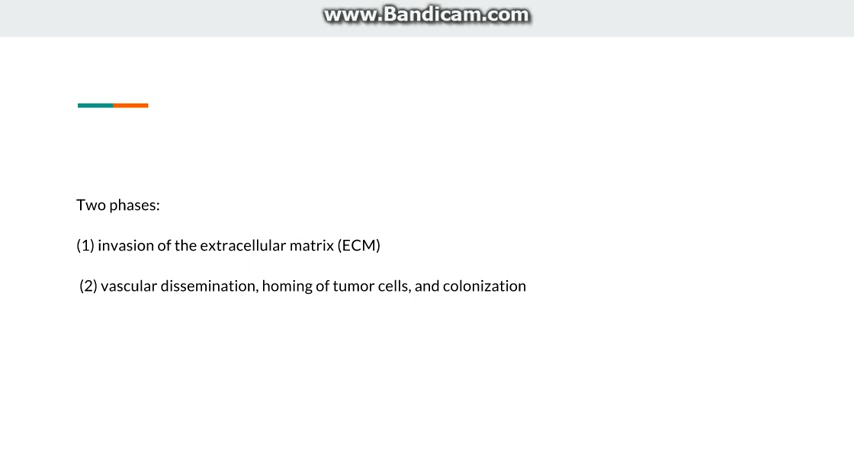 www.Bandicam.com
Two phases:
(1) invasion of the extracellular matrix (ECM)
(2) vascular dissemination, homing of tumor cells, and colonization